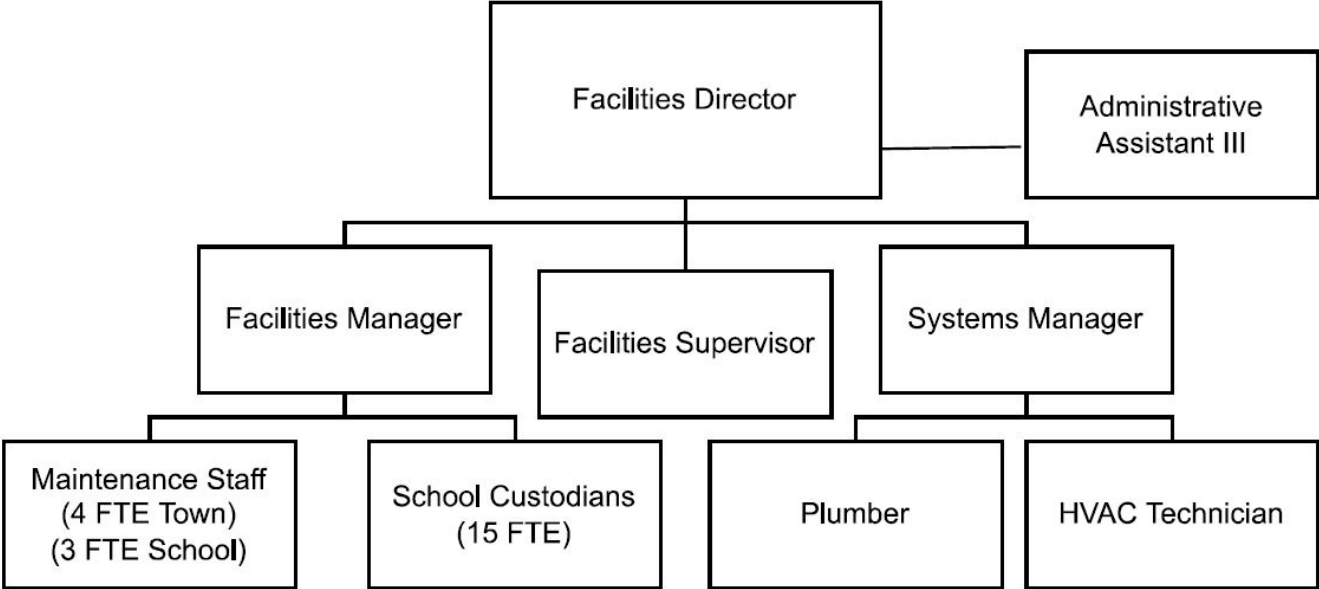 Facilities Director
Administrative
Assistant III
Facilities Manager
Facilities Supervisor
Systems Manager
Maintenance Staff
(4 FTE Town)
(3 FTE School)
School Custodians
(15 FTE)
Plumber
HVAC Technician